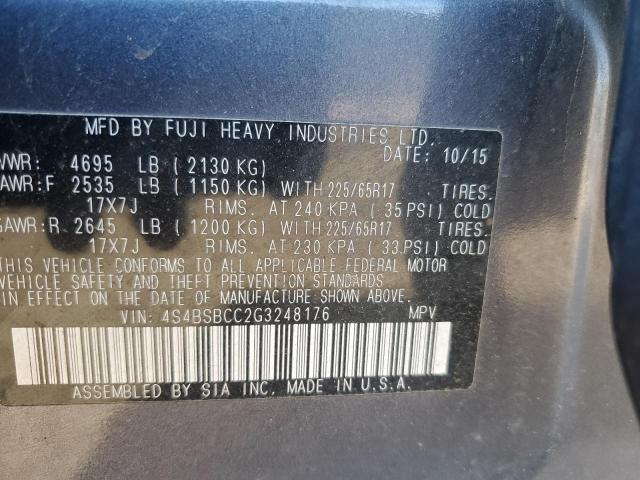 MFD BY FUJI HEAVY INDUSTRIES LTD.
DATE: 10/15
VWR: 4695 LB ( 2130 KG)
AWR:F 2535 LB ( 1150 KG) WITH 225/65R17 TIRES.
17X7J RIMS. AT 240 KPA ( 35 PSI) COLD
GAWR:R 2645 LB ( 1200 KG) WITH 225/65R17 TIRES.
17X7J RIMS. AT 230 KPA ( 33 PSI) COLD
THIS VEHICLE CONFORMS TO ALL APPLICABLE FEDERAL MOTOR
VEHICLE SAFETY AND THEFT PREVENTION STANDARDS
IN EFFECT ON THE DATE OF MANUFACTURE SHOWN ABOVE.
VIN: 4S4BSBCC2G3248176 MPV
ASSEMBLED BY SIA INC. MADE IN U.S.A.